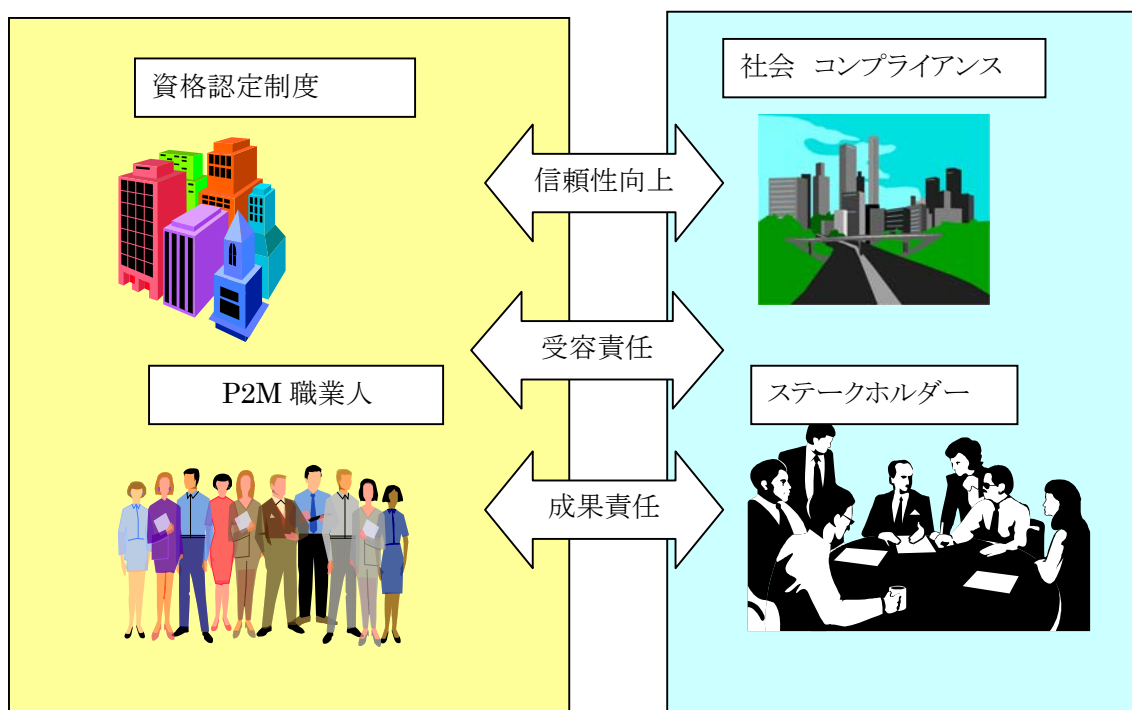 資格認定制度
社会 コンプライアンス
信頼性向上
受容責任
P2M 職業人
ステークホルダー
成果責任